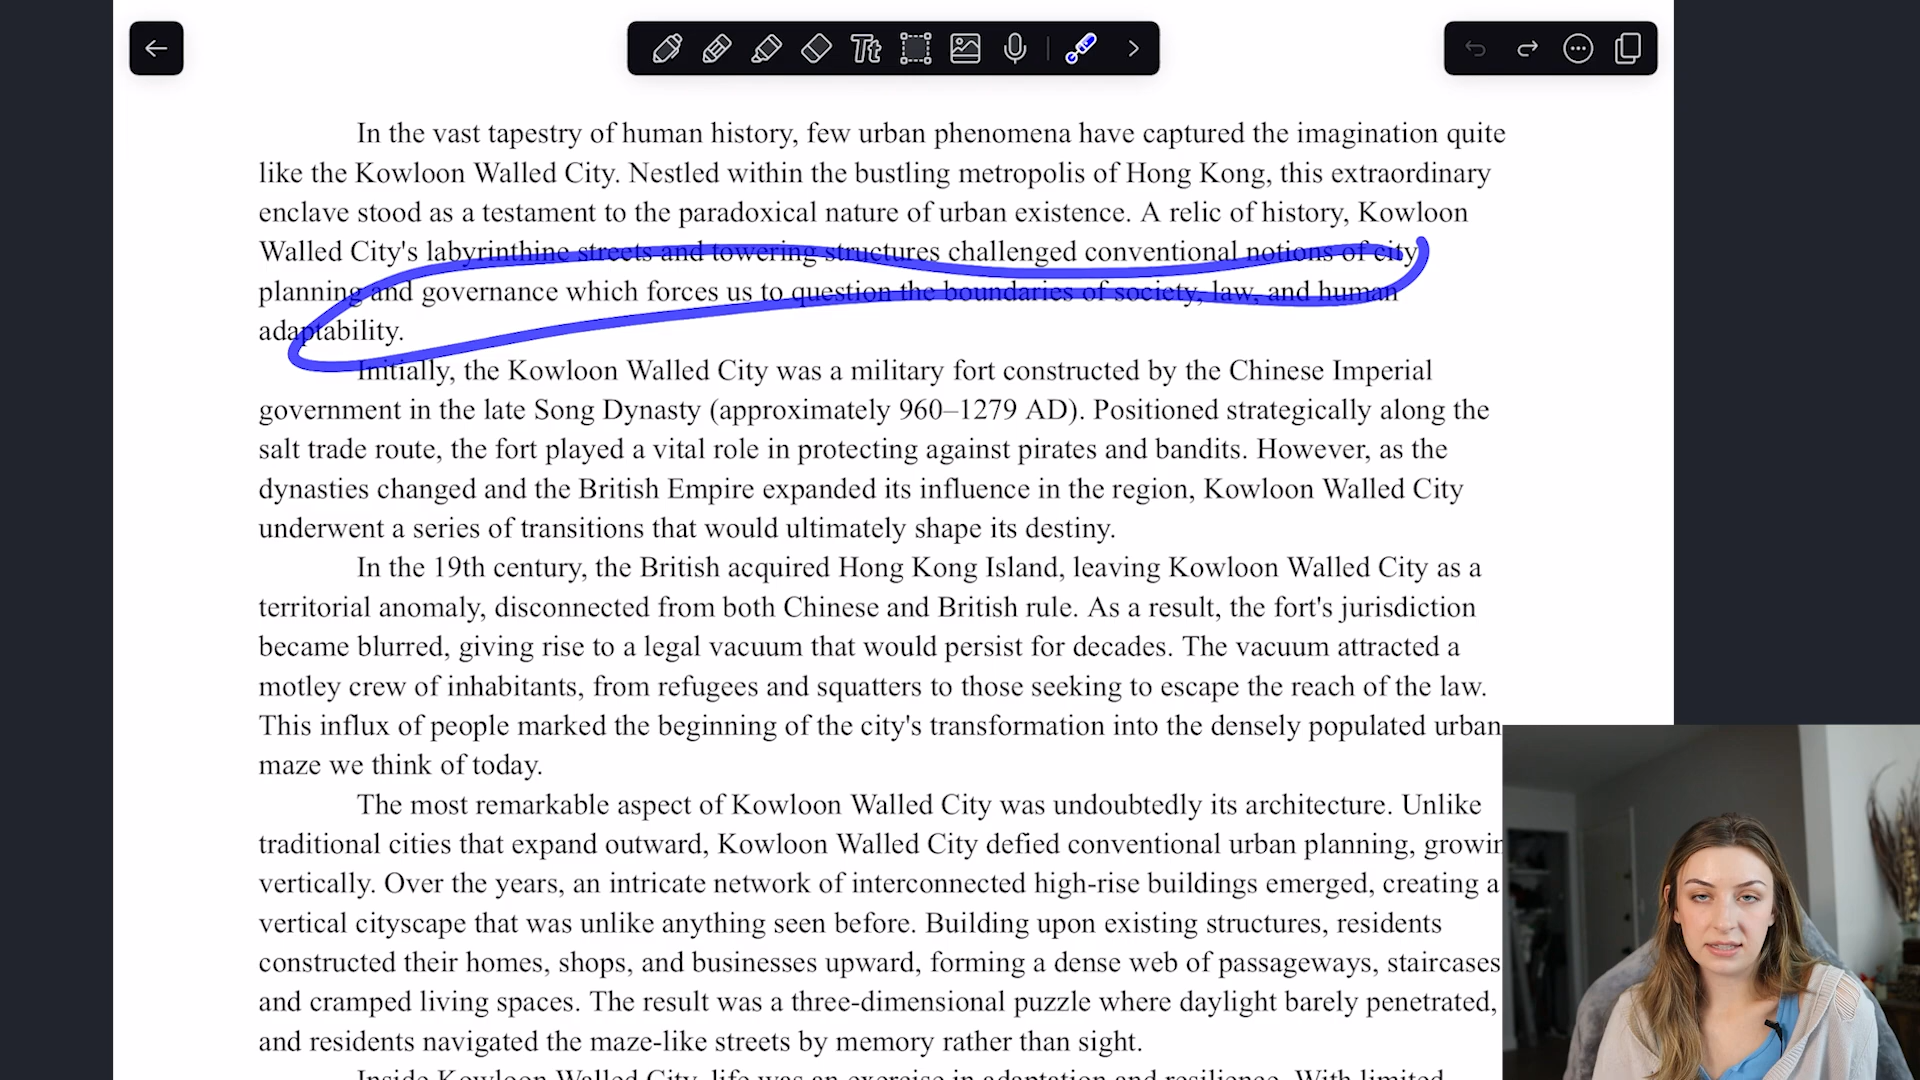 In the vast tapestry of human history, few urban phenomena have captured the imagination quite
like the Kowloon Walled City. Nestled within the bustling metropolis of Hong Kong, this extraordinary
enclave stood as a testament to the paradoxical nature of urban existence. A relic of history, Kowloon
Walled City's labyrinthine streets and towering structures challenged conventional notions of city
planning and governance which forces us to question the boundaries of society, law, and human
adaptability.
Initially, the Kowloon Walled City was a military fort constructed by the Chinese Imperial
government in the late Song Dynasty (approximately 960–1279 AD). Positioned strategically along the
salt trade route, the fort played a vital role in protecting against pirates and bandits. However, as the
dynasties changed and the British Empire expanded its influence in the region, Kowloon Walled City
underwent a series of transitions that would ultimately shape its destiny.
In the 19th century, the British acquired Hong Kong Island, leaving Kowloon Walled City as a
territorial anomaly, disconnected from both Chinese and British rule. As a result, the fort's jurisdiction
became blurred, giving rise to a legal vacuum that would persist for decades. The vacuum attracted a
motley crew of inhabitants, from refugees and squatters to those seeking to escape the reach of the law.
This influx of people marked the beginning of the city's transformation into the densely populated urban
maze we think of today.
The most remarkable aspect of Kowloon Walled City was undoubtedly its architecture. Unlike
traditional cities that expand outward, Kowloon Walled City defied conventional urban planning, growin
vertically. Over the years, an intricate network of interconnected high-rise buildings emerged, creating a
vertical cityscape that was unlike anything seen before. Building upon existing structures, residents
constructed their homes, shops, and businesses upward, forming a dense web of passageways, staircases
and cramped living spaces. The result was a three-dimensional puzzle where daylight barely penetrated,
and residents navigated the maze-like streets by memory rather than sight.
Inside Kowloon Walled City, life was an exercise in adaptation and resilience. With limited